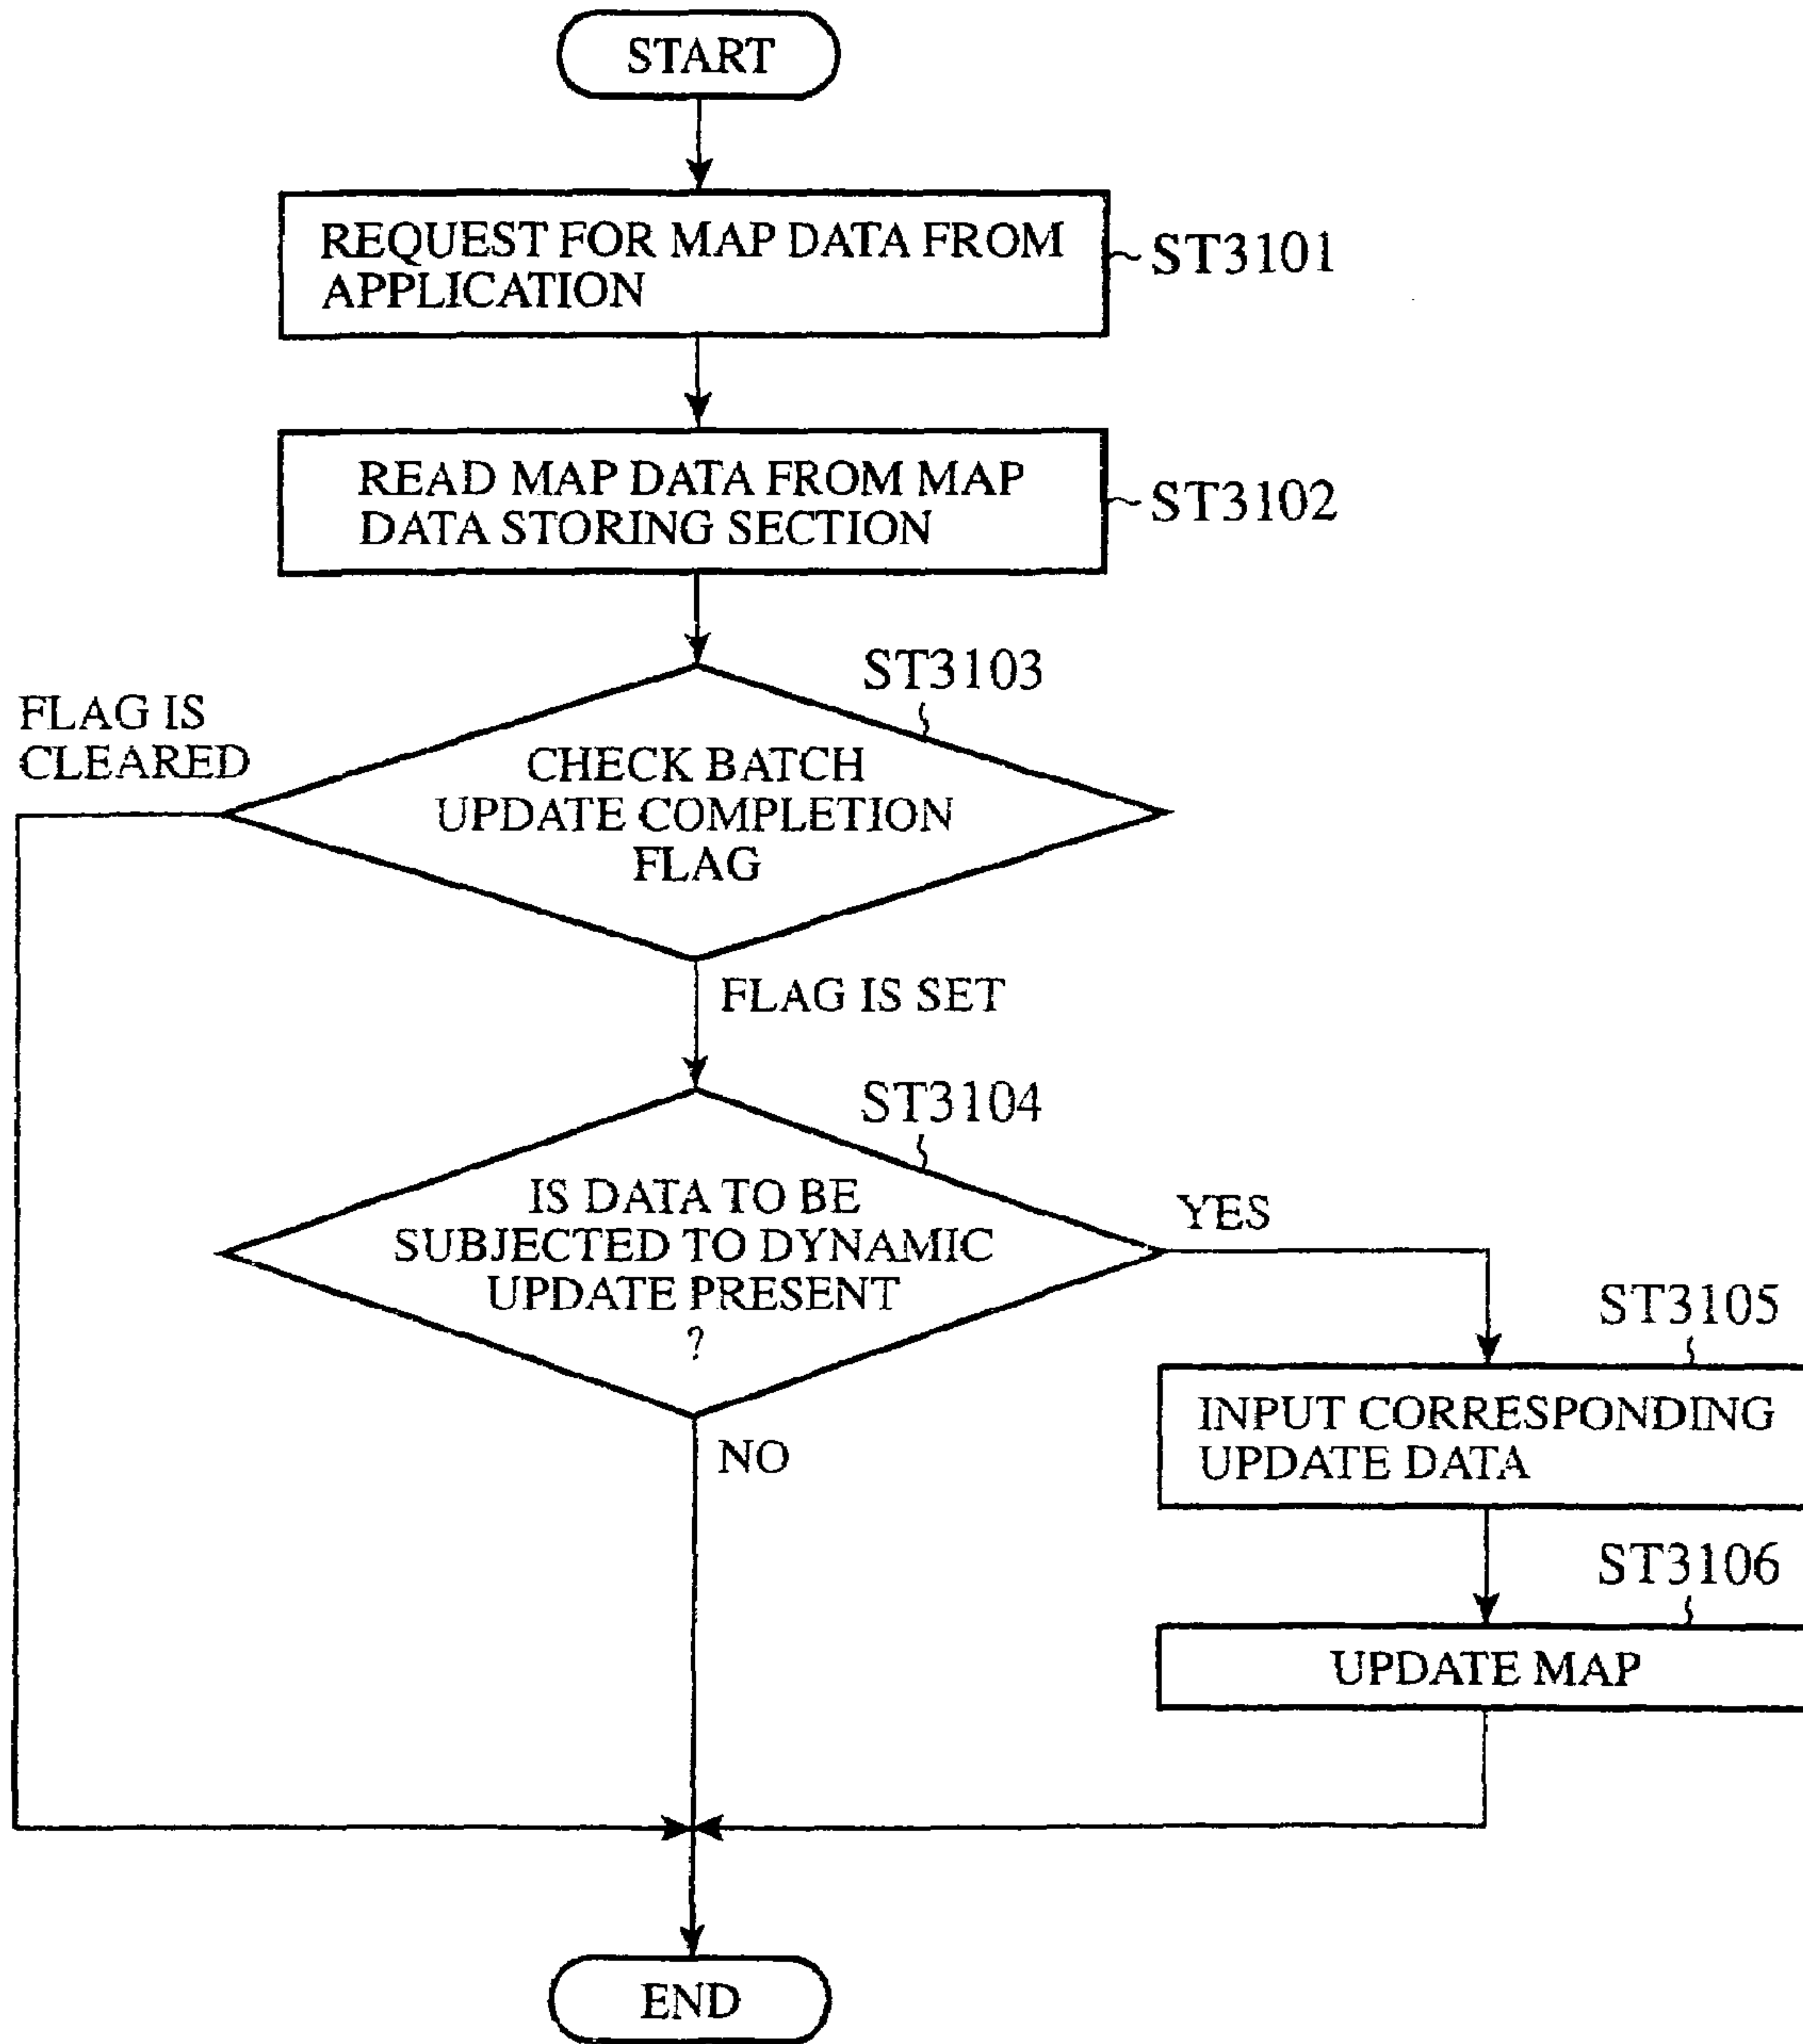 START
REQUEST FOR MAP DATA FROM
APPLICATION
ST3101
READ MAP DATA FROM MAP
DATA STORING SECTION
ST3102
ST3103
FLAG IS
CLEARED
CHECK BATCH
UPDATE COMPLETION
FLAG
FLAG IS SET
ST3104
IS DATA TO BE
SUBJECTED TO DYNAMIC
UPDATE PRESENT
?
YES
NO
ST3105
INPUT CORRESPONDING
UPDATE DATA
ST3106
UPDATE MAP
END